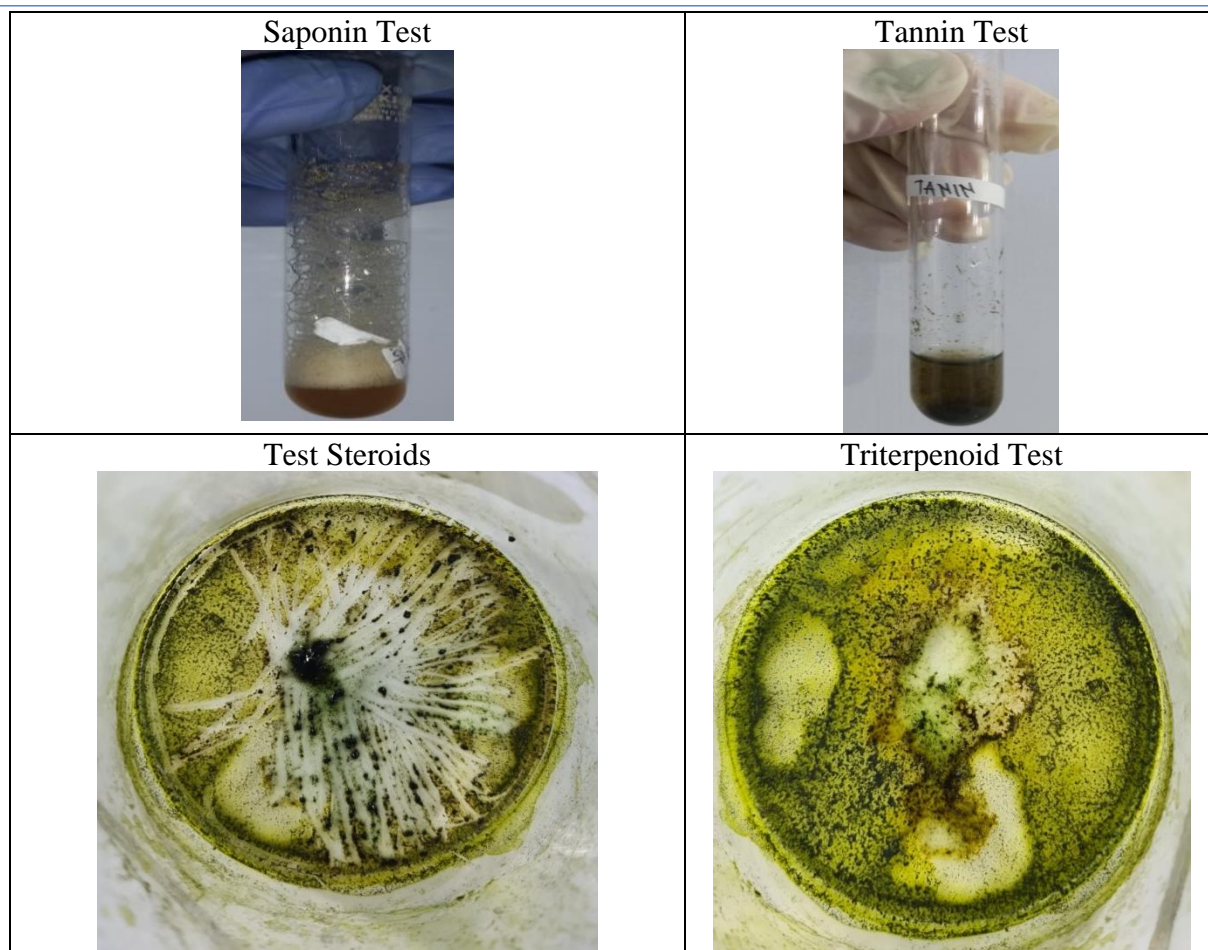 Saponin Test
Tannin Test
TANIN
Test Steroids
Triterpenoid Test